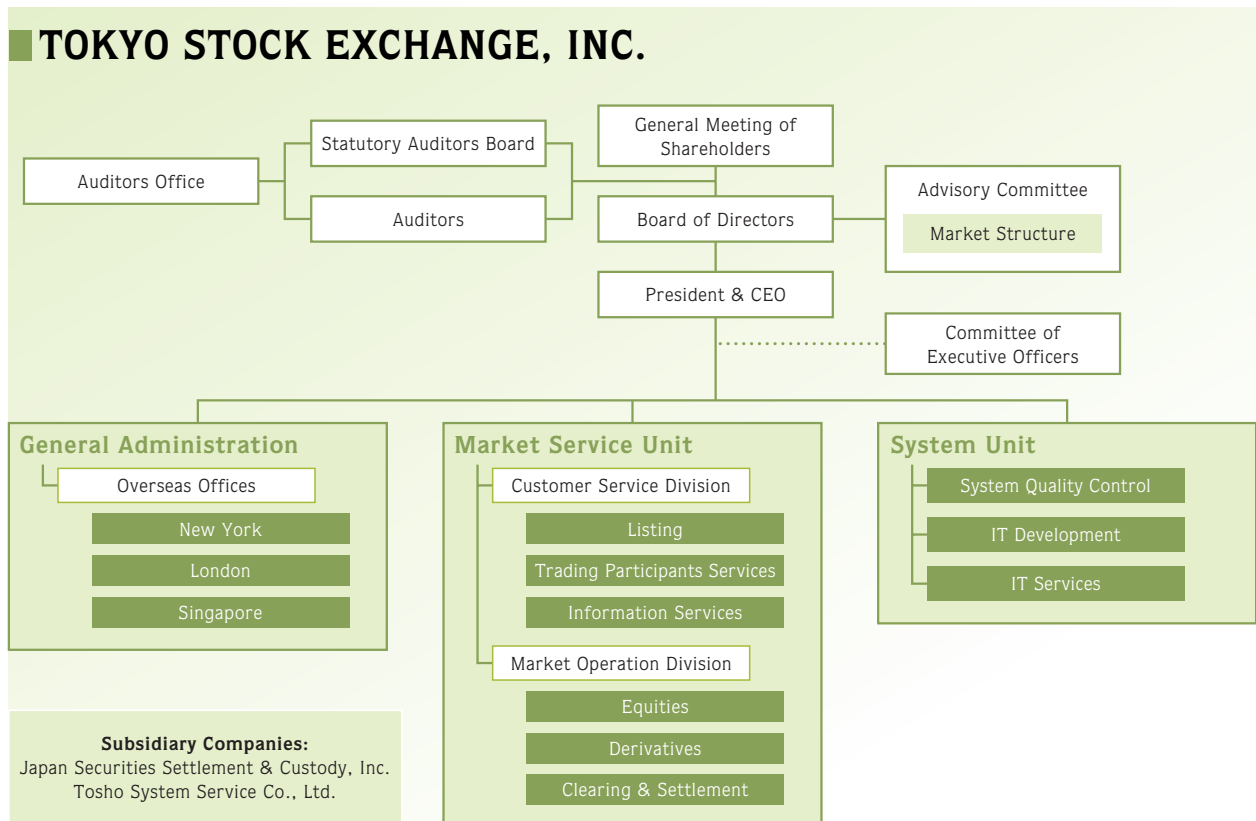 TOKYO STOCK EXCHANGE, INC.
General Meeting of
Shareholders
Statutory Auditors Board
Auditors Office
Auditors
Board of Directors
Advisory Committee
Market Structure
President & CEO
Committee of
Executive Officers
General Administration
Overseas Offices
New York
London
Singapore
Market Service Unit
Customer Service Division
Listing
Trading Participants Services
Information Services
Market Operation Division
Equities
Derivatives
Clearing & Settlement
System Unit
System Quality Control
IT Development
IT Services
Subsidiary Companies:
Japan Securities Settlement & Custody, Inc.
Tosho System Service Co., Ltd.